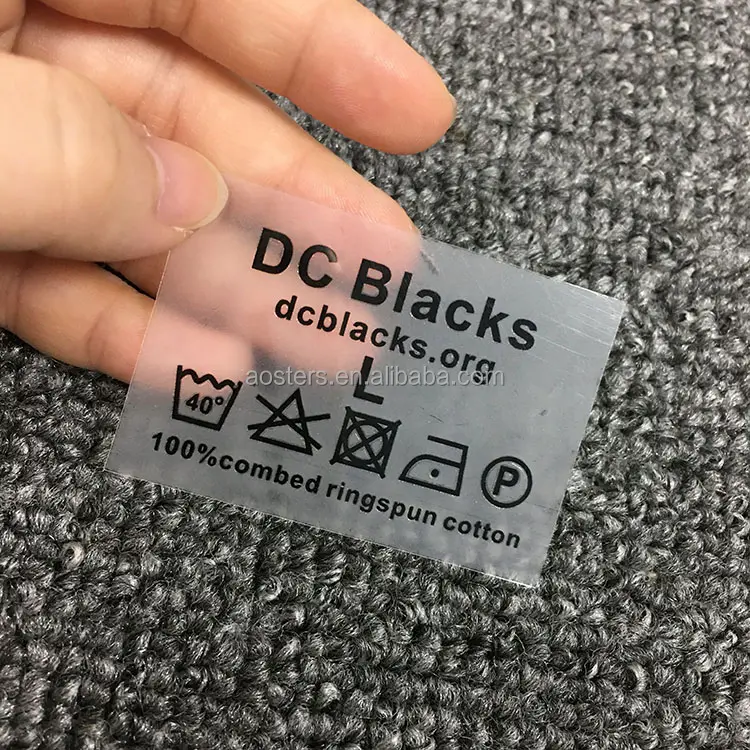 DC Blacks
dcblacks.org
L
aosters.en.alibaba.com
40°
P
100%combed ringspun cotton